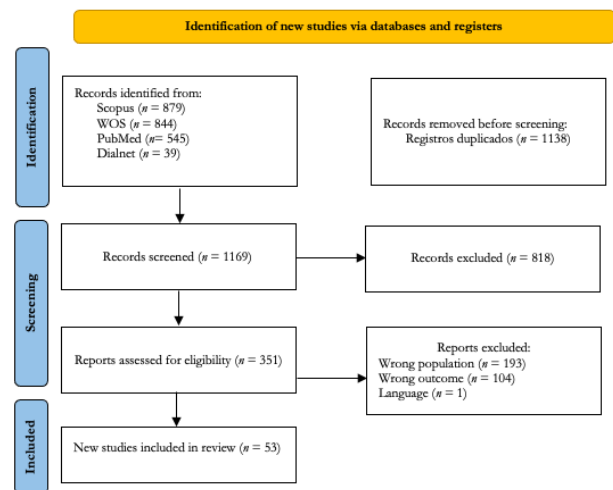 Identification of new studies via databases and registers
Identification
Records identified from:
Scopus (n = 879)
WOS (n = 844)
PubMed (n= 545)
Dialnet (n = 39)
Records removed before screening:
Registros duplicados (n = 1138)
Screening
Records screened (n = 1169)
Records excluded (n = 818)
Reports assessed for eligibility (n = 351)
Reports excluded:
Wrong population (n = 193)
Wrong outcome (n = 104)
Language (n = 1)
Included
New studies included in review (n = 53)